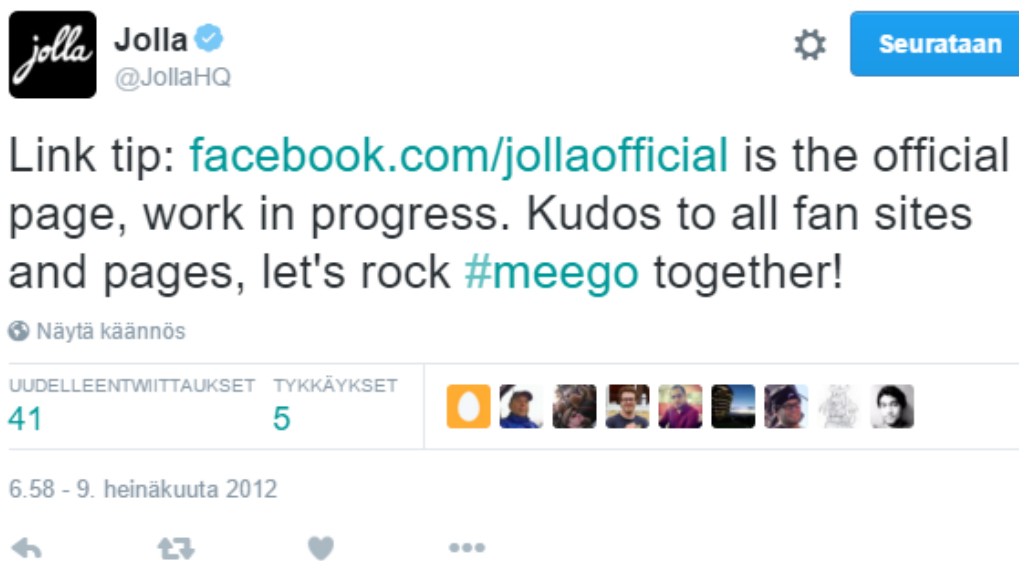 jolla
Jolla
@JollaHQ
Seurataan
Link tip: facebook.com/jollaofficial is the official
page, work in progress. Kudos to all fan sites
and pages, let's rock #meego together!
Näytä käännös
UUDELLEENTWIITTAUKSET TYKKÄYKSET
41 5
6.58 - 9. heinäkuuta 2012